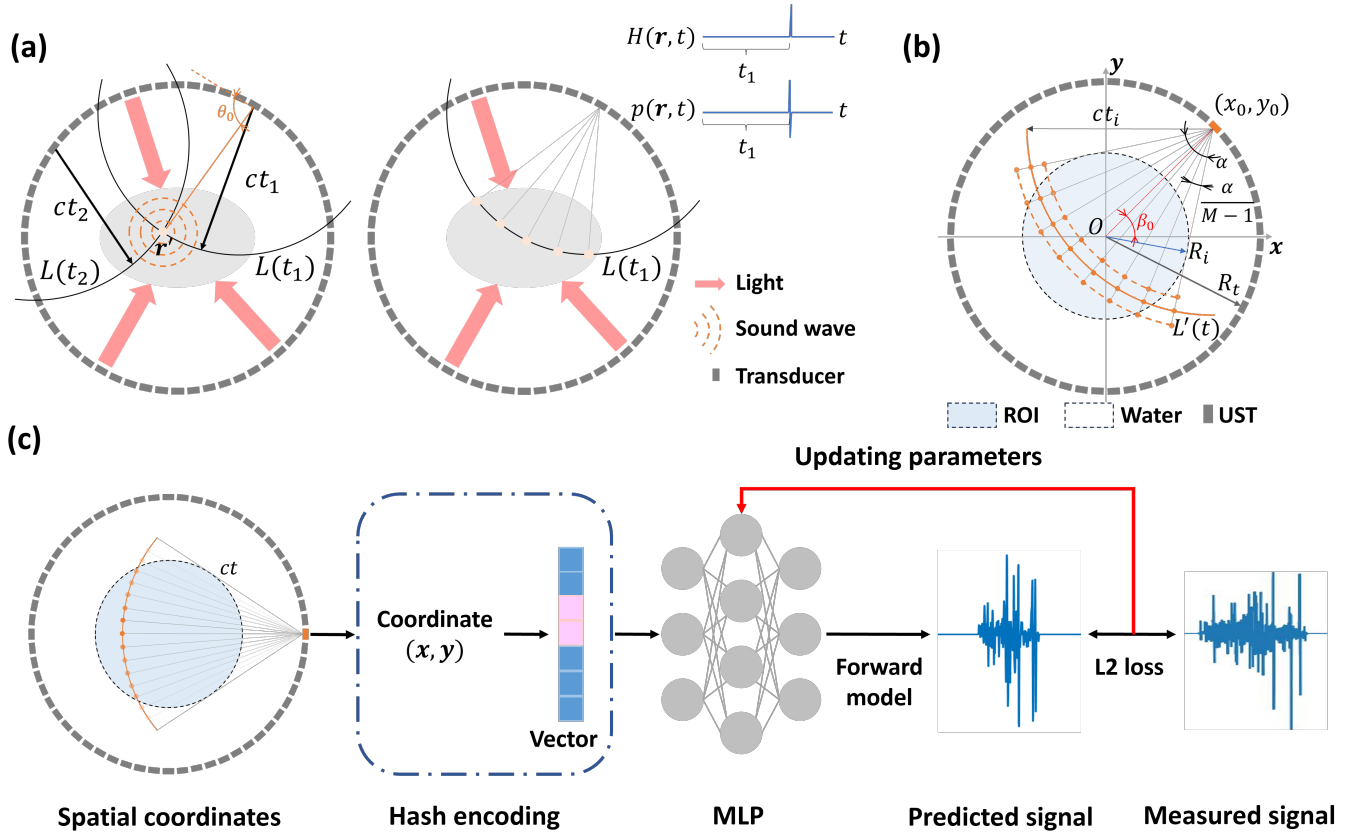 (a)
θ₀
ct₁
ct₂
r′
L(t₂)
L(t₁)
L(t₁)
H(r, t)
t
t₁
p(r, t)
t
t₁
Light
Sound wave
Transducer
(b)
y
(x₀, y₀)
ctᵢ
α
α
M − 1
β₀
O
x
Rᵢ
Rₜ
L′(t)
ROI
Water
UST
(c)
Updating parameters
ct
Coordinate
(x, y)
Vector
Forward
model
L2 loss
Spatial coordinates
Hash encoding
MLP
Predicted signal
Measured signal